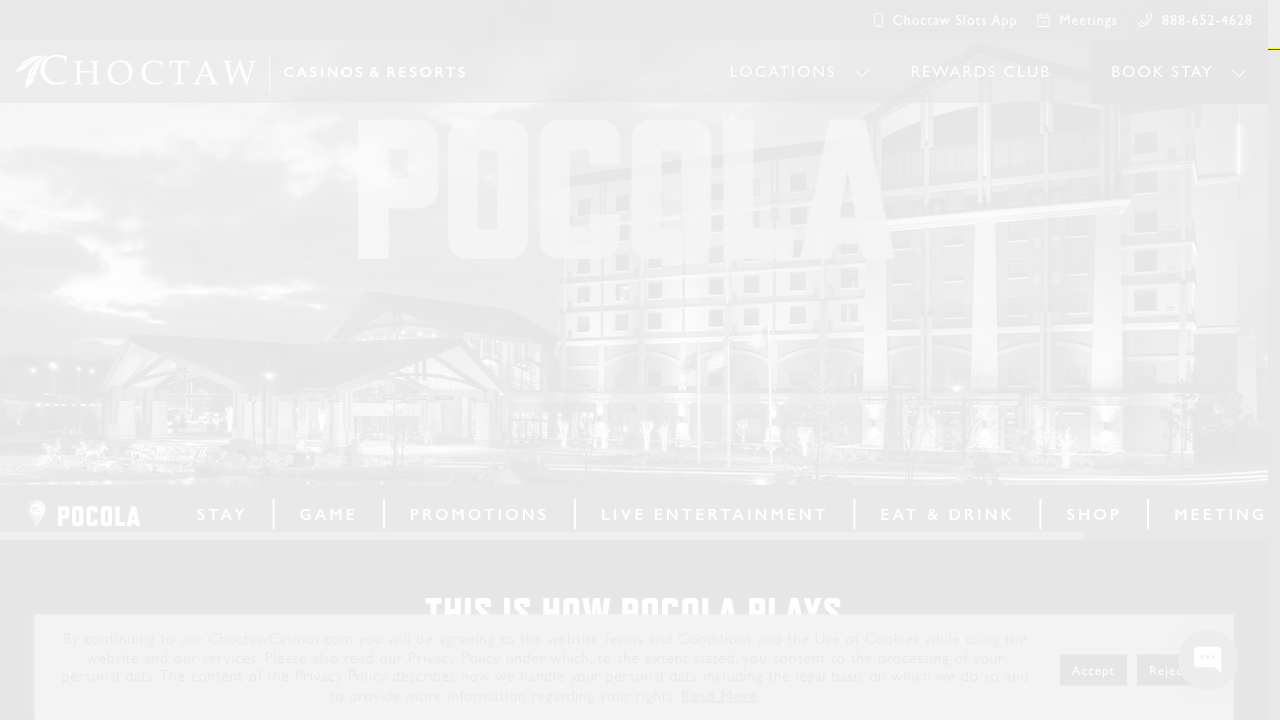 Choctaw Slots App
Meetings
888-652-4628
CHOCTAW
CASINOS & RESORTS
LOCATIONS
REWARDS CLUB
BOOK STAY
POCOLA
POCOLA
STAY
GAME
PROMOTIONS
LIVE ENTERTAINMENT
EAT & DRINK
SHOP
MEETING
THIS IS HOW POCOLA PLAYS
By continuing to use ChoctawCasinos.com you will be agreeing to the website Terms and Conditions and the Use of Cookies while using the
website and our services. Please also read our Privacy Policy under which, to the extent stated, you consent to the processing of your
personal data. The content of the Privacy Policy describes how we handle your personal data including the legal basis on which we do so and
to provide more information regarding your rights. Read More.
Accept